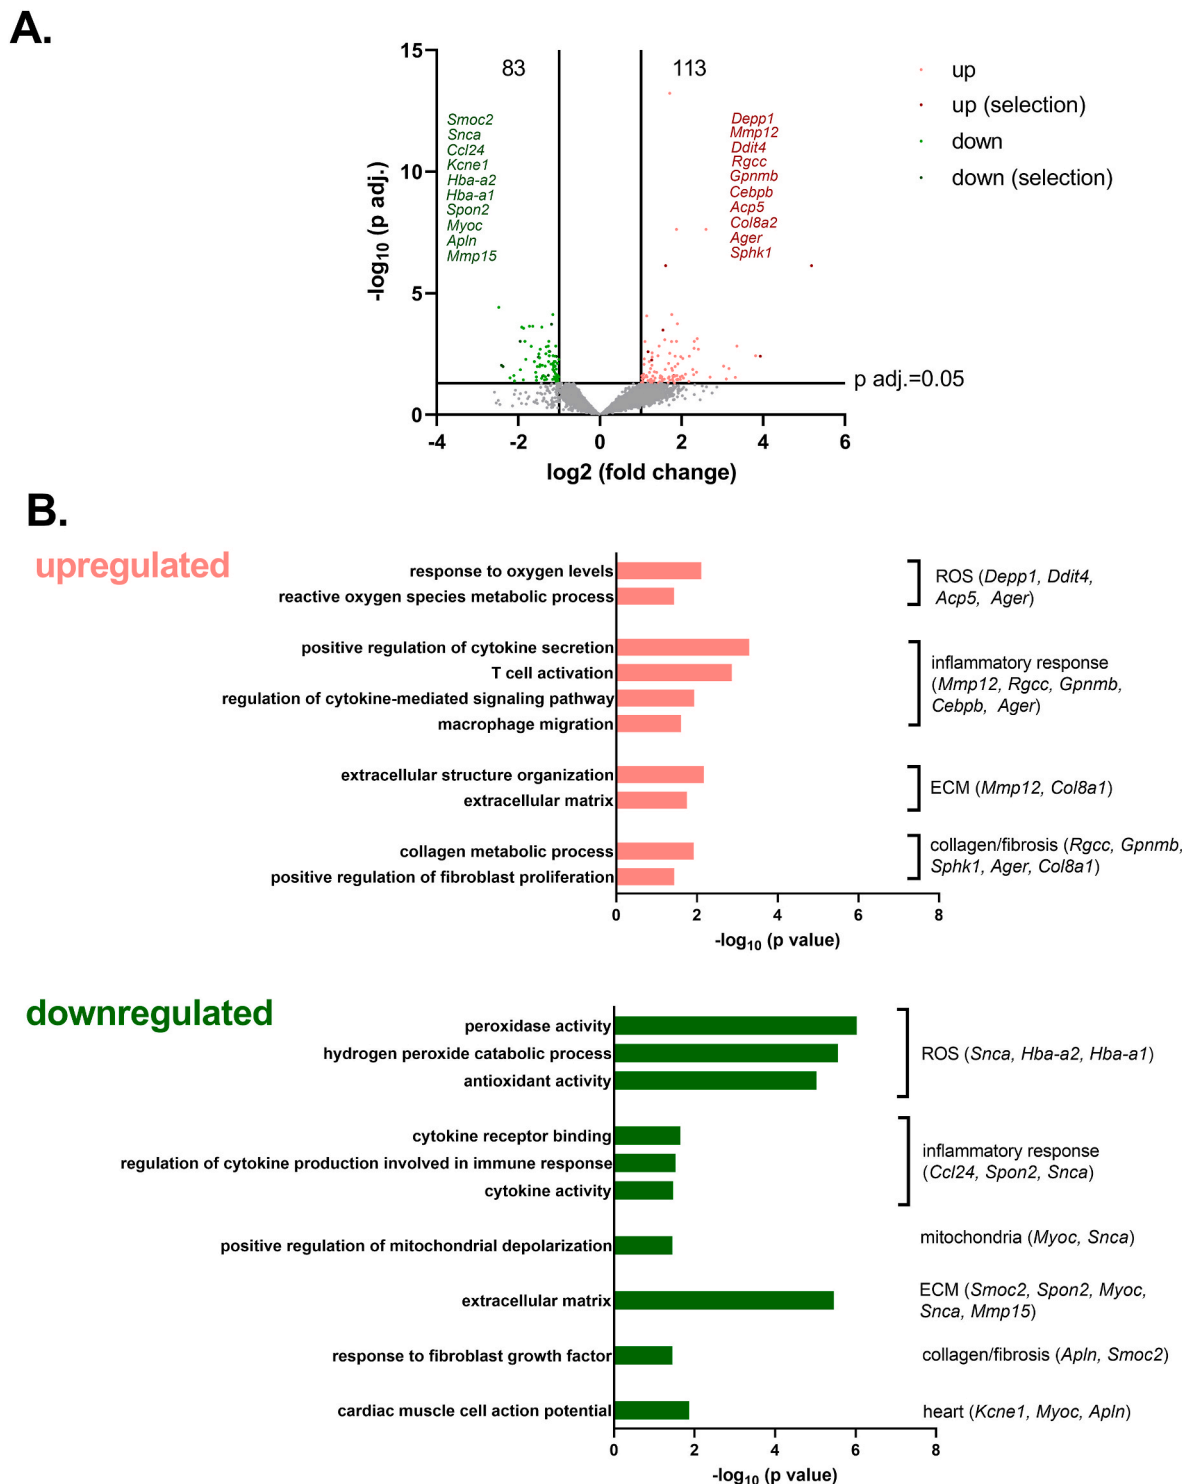 A.
15
10
5
0
-log10 (p adj.)
83
113
Smoc2
Snca
Ccl24
Kcne1
Hba-a2
Hba-a1
Spon2
Myoc
Apln
Mmp15
Depp1
Mmp12
Ddit4
Rgcc
Gpnmb
Cebpb
Acp5
Col8a2
Ager
Sphk1
up
up (selection)
down
down (selection)
p adj.=0.05
-4 -2 0 2 4 6
log2 (fold change)
B.
upregulated
response to oxygen levels
reactive oxygen species metabolic process
ROS (Depp1, Ddit4,
Acp5, Ager)
positive regulation of cytokine secretion
T cell activation
regulation of cytokine-mediated signaling pathway
macrophage migration
inflammatory response
(Mmp12, Rgcc, Gpnmb,
Cebpb, Ager)
extracellular structure organization
extracellular matrix
ECM (Mmp12, Col8a1)
collagen metabolic process
positive regulation of fibroblast proliferation
collagen/fibrosis (Rgcc, Gpnmb,
Sphk1, Ager, Col8a1)
0 2 4 6 8
-log10 (p value)
downregulated
peroxidase activity
hydrogen peroxide catabolic process
antioxidant activity
ROS (Snca, Hba-a2, Hba-a1)
cytokine receptor binding
regulation of cytokine production involved in immune response
cytokine activity
inflammatory response
(Ccl24, Spon2, Snca)
positive regulation of mitochondrial depolarization
mitochondria (Myoc, Snca)
extracellular matrix
ECM (Smoc2, Spon2, Myoc,
Snca, Mmp15)
response to fibroblast growth factor
collagen/fibrosis (Apln, Smoc2)
cardiac muscle cell action potential
heart (Kcne1, Myoc, Apln)
0 2 4 6 8
-log10 (p value)